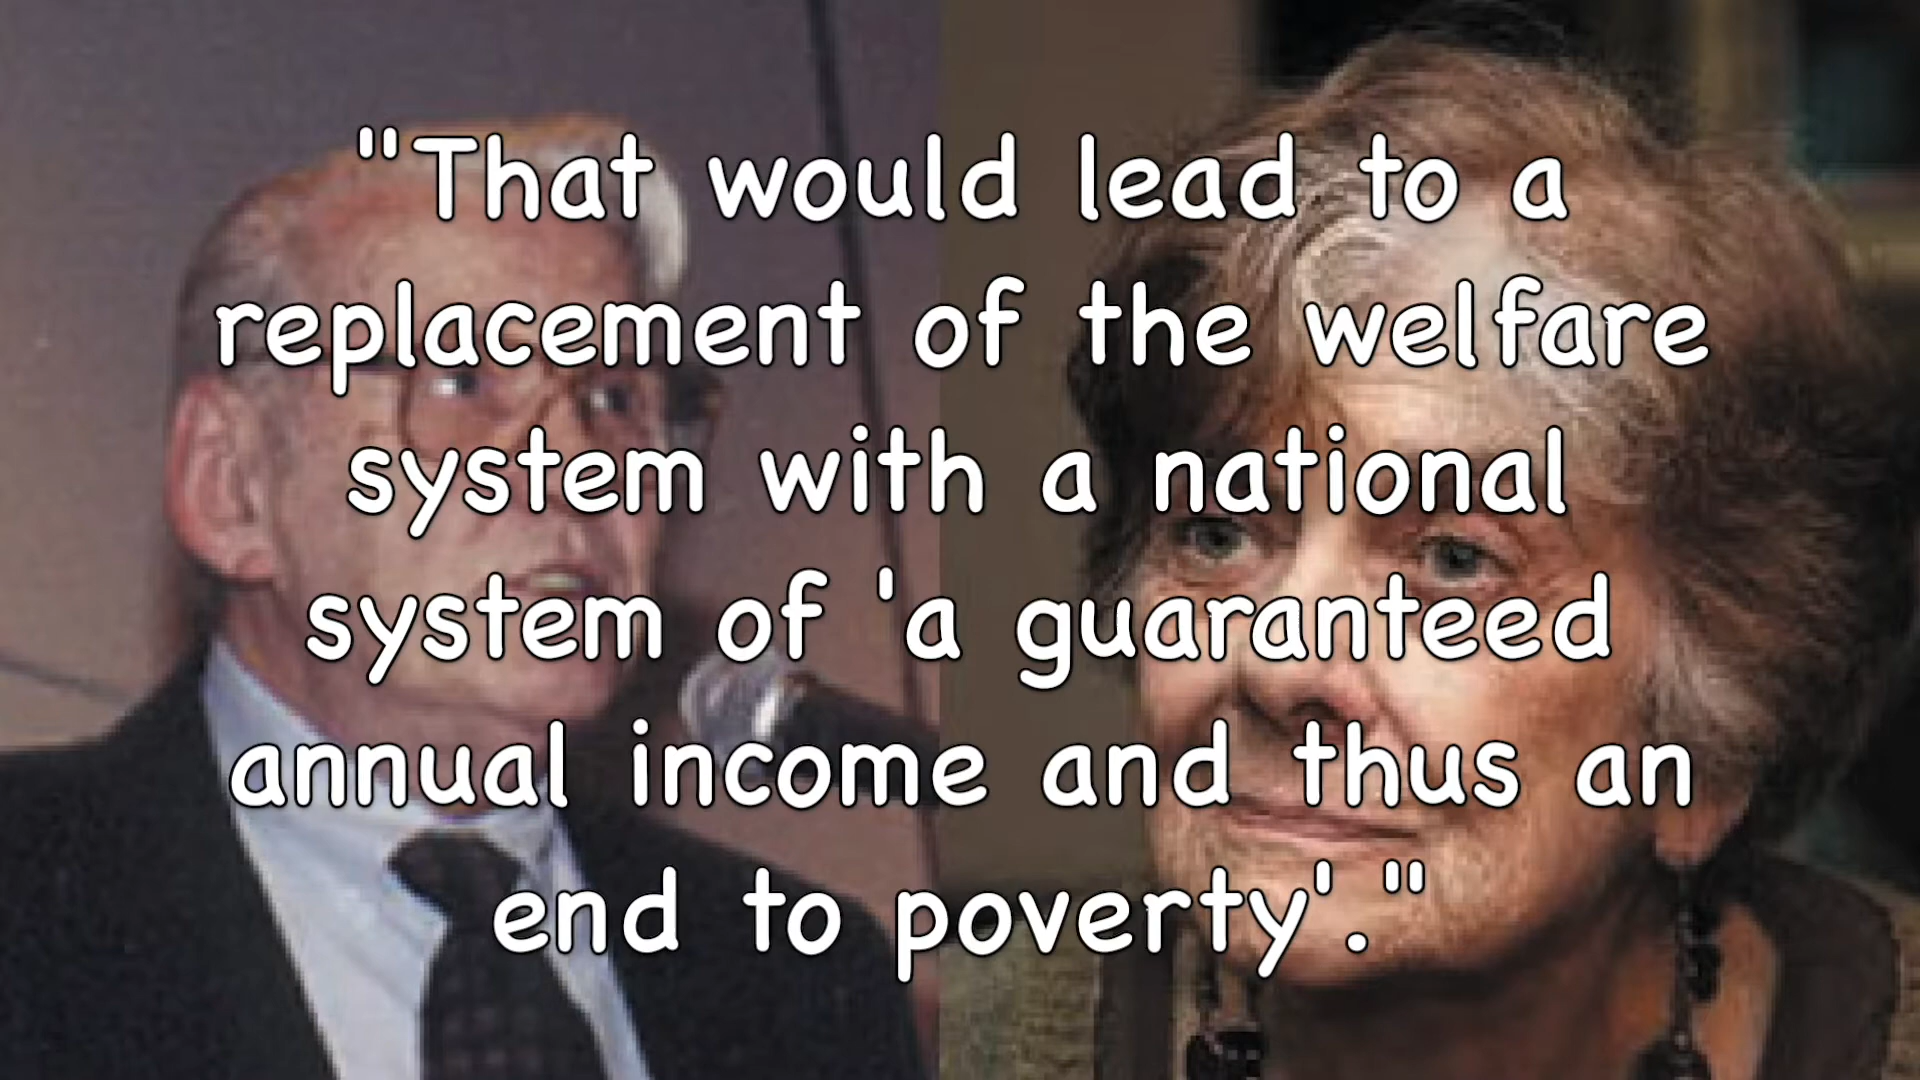 "That would lead to a
replacement of the welfare
system with a national
system of 'a guaranteed
annual income and thus an
end to poverty'."